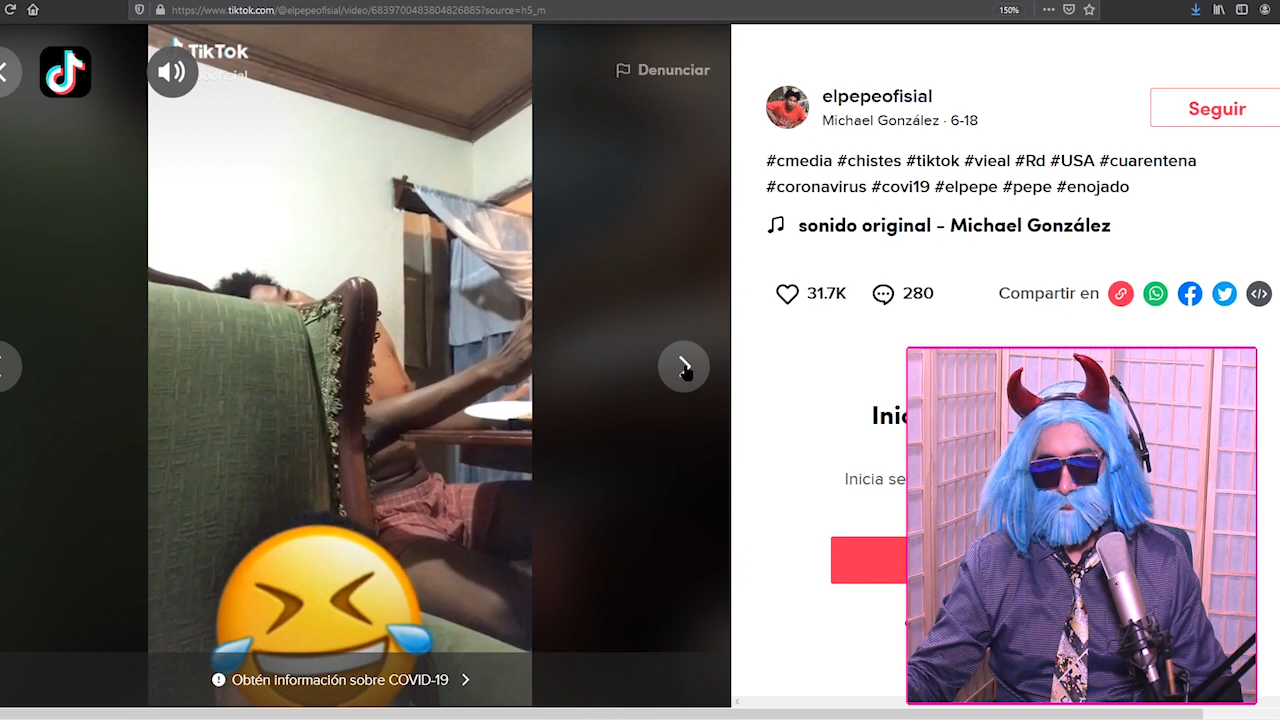 https://www.tiktok.com/@elpepeofisial/video/6839700483804826885?source=h5_m
150%
TikTok
Denunciar
elpepeofisial
Michael González · 6-18
Seguir
#cmedia #chistes #tiktok #vieal #Rd #USA #cuarentena
#coronavirus #covi19 #elpepe #pepe #enojado
sonido original - Michael González
31.7K
280
Compartir en
Inicia se
Obtén información sobre COVID-19